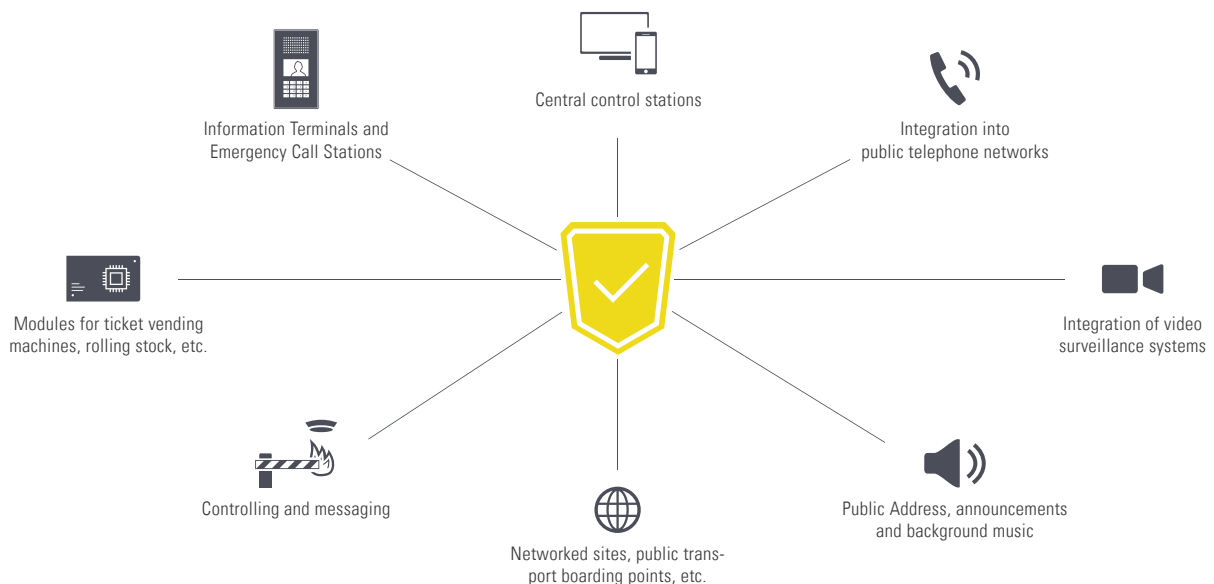 Central control stations
Information Terminals and
Emergency Call Stations
Integration into
public telephone networks
Modules for ticket vending
machines, rolling stock, etc.
Integration of video
surveillance systems
Controlling and messaging
Public Address, announcements
and background music
Networked sites, public trans-
port boarding points, etc.